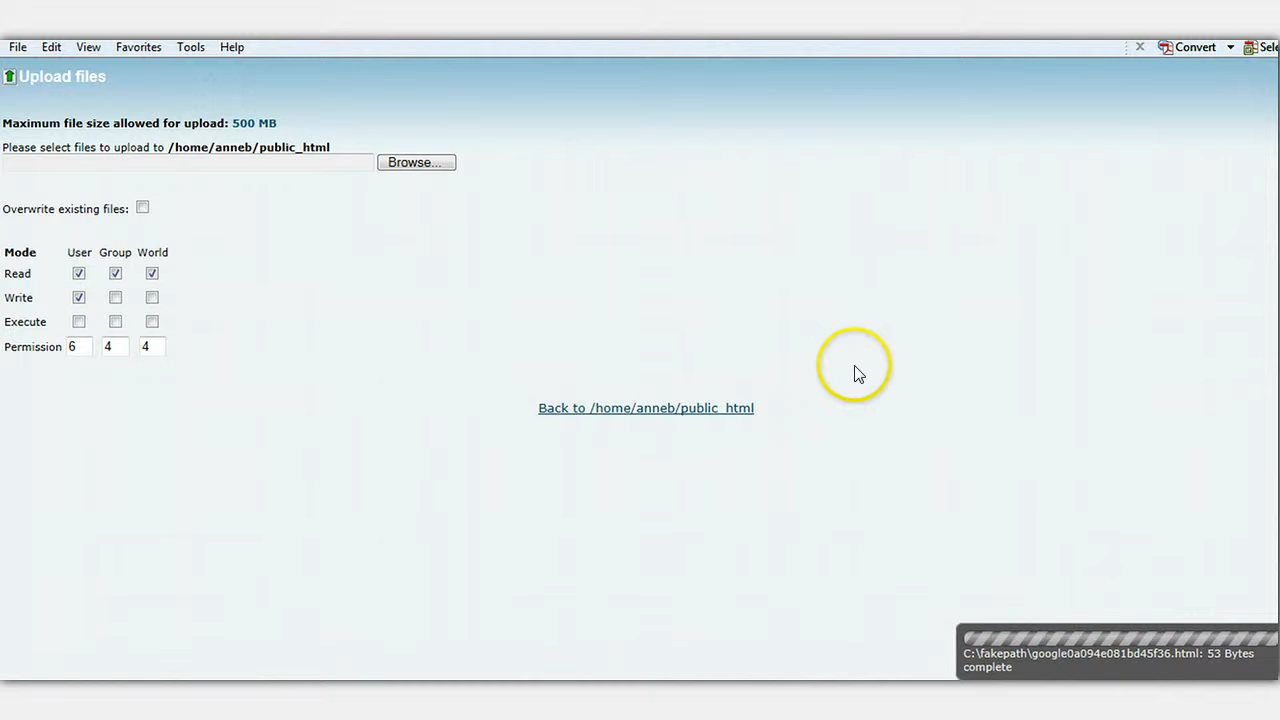 File Edit View Favorites Tools Help
Convert
Upload files
Maximum file size allowed for upload: 500 MB
Please select files to upload to /home/anneb/public_html
Browse...
Overwrite existing files:
Mode User Group World
Read
Write
Execute
Permission 6 4 4
Back to /home/anneb/public_html
C:\fakepath\google0a094e081bd45f36.html: 53 Bytes
complete